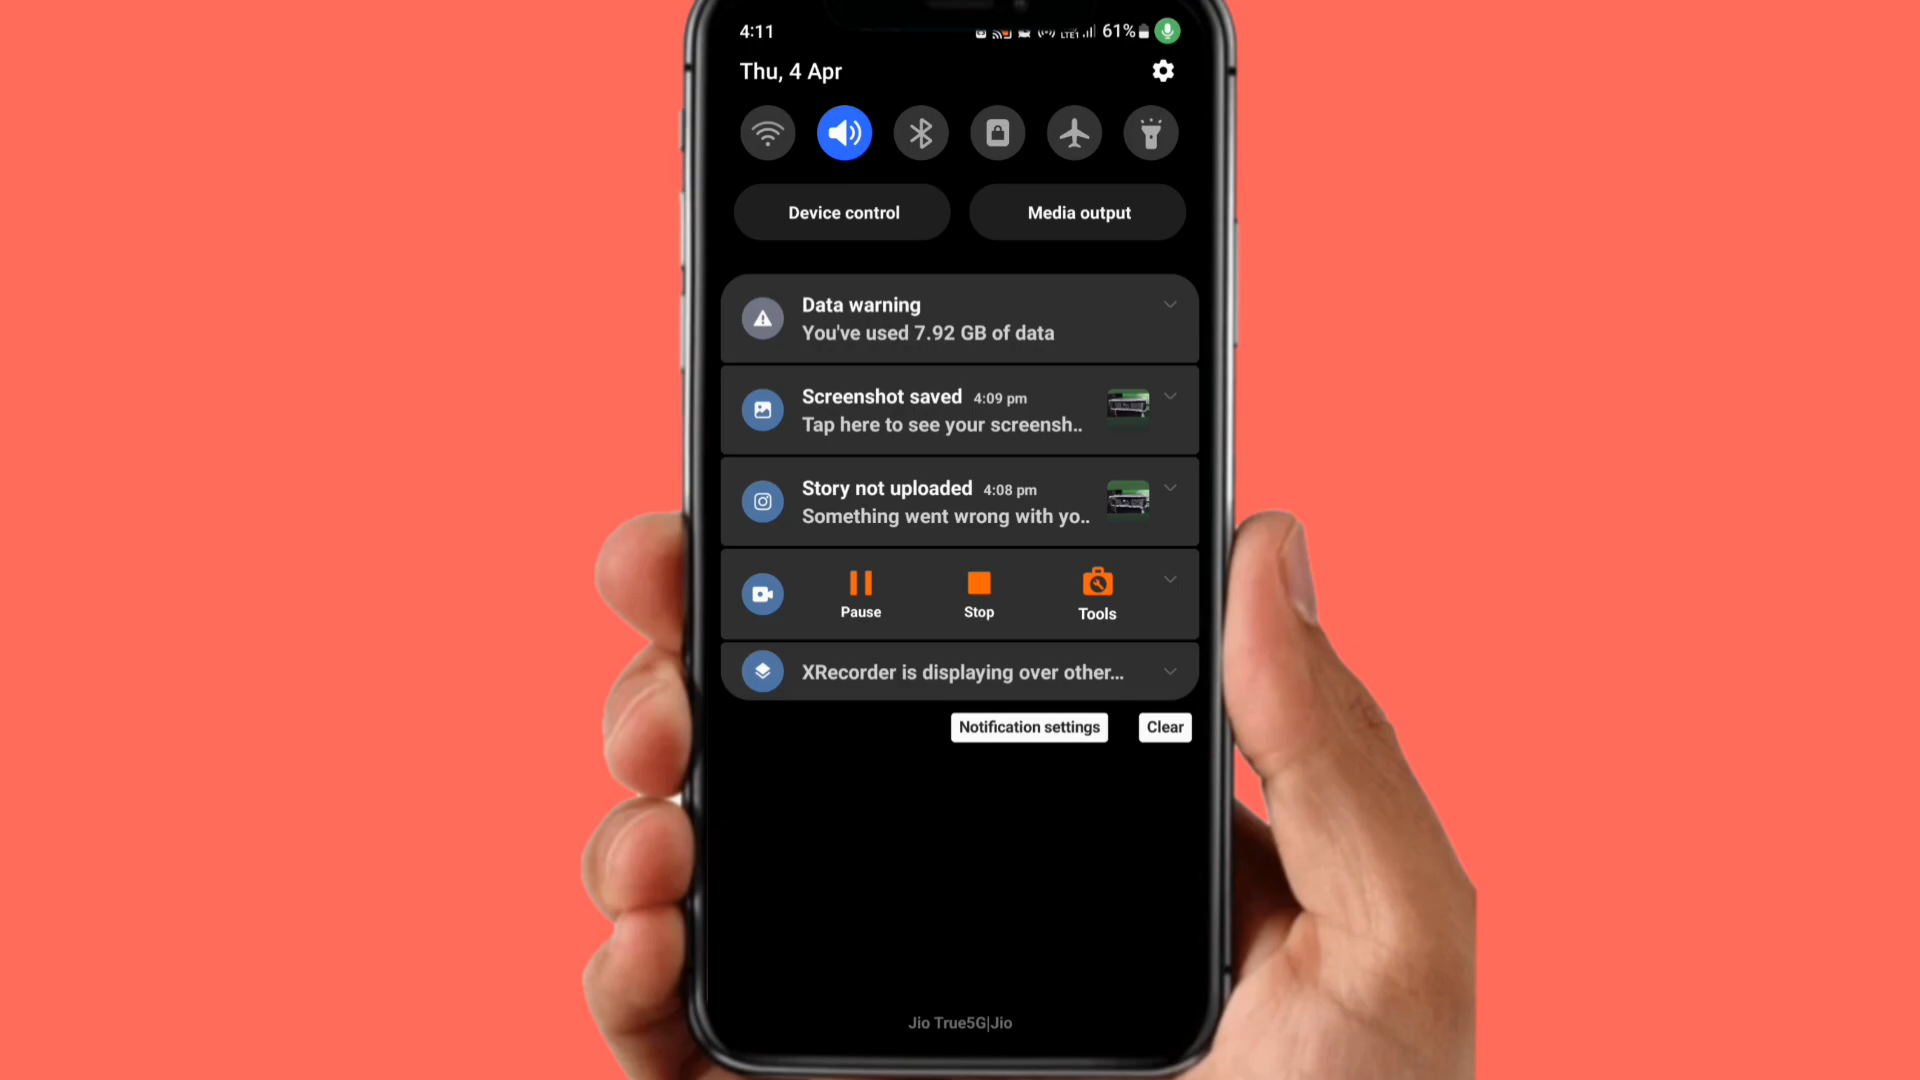 4:11
LTE1 61%
Thu, 4 Apr
Device control
Media output
Data warning
You've used 7.92 GB of data
Screenshot saved 4:09 pm
Tap here to see your screensh..
Story not uploaded 4:08 pm
Something went wrong with yo..
Pause
Stop
Tools
XRecorder is displaying over other...
Notification settings
Clear
Jio True5G|Jio